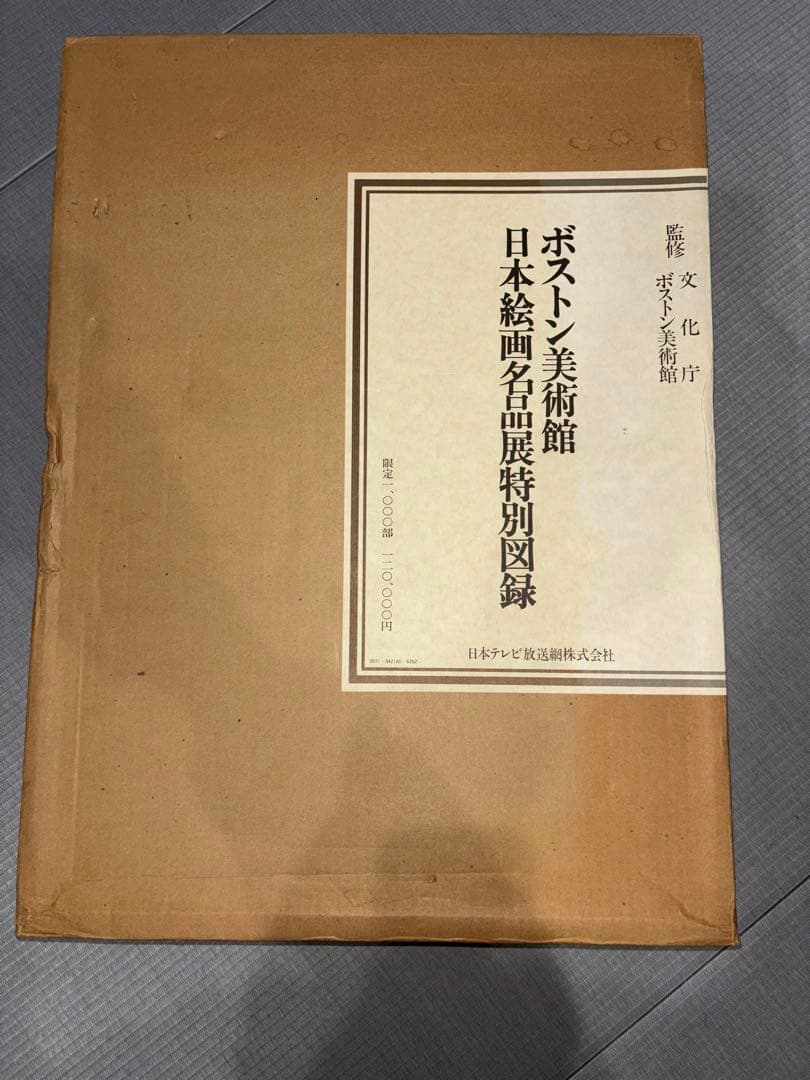 監修 文化庁
ボストン美術館
ボストン美術館
日本絵画名品展特別図録
限定一、〇〇〇部 一二〇、〇〇〇円
日本テレビ放送網株式会社